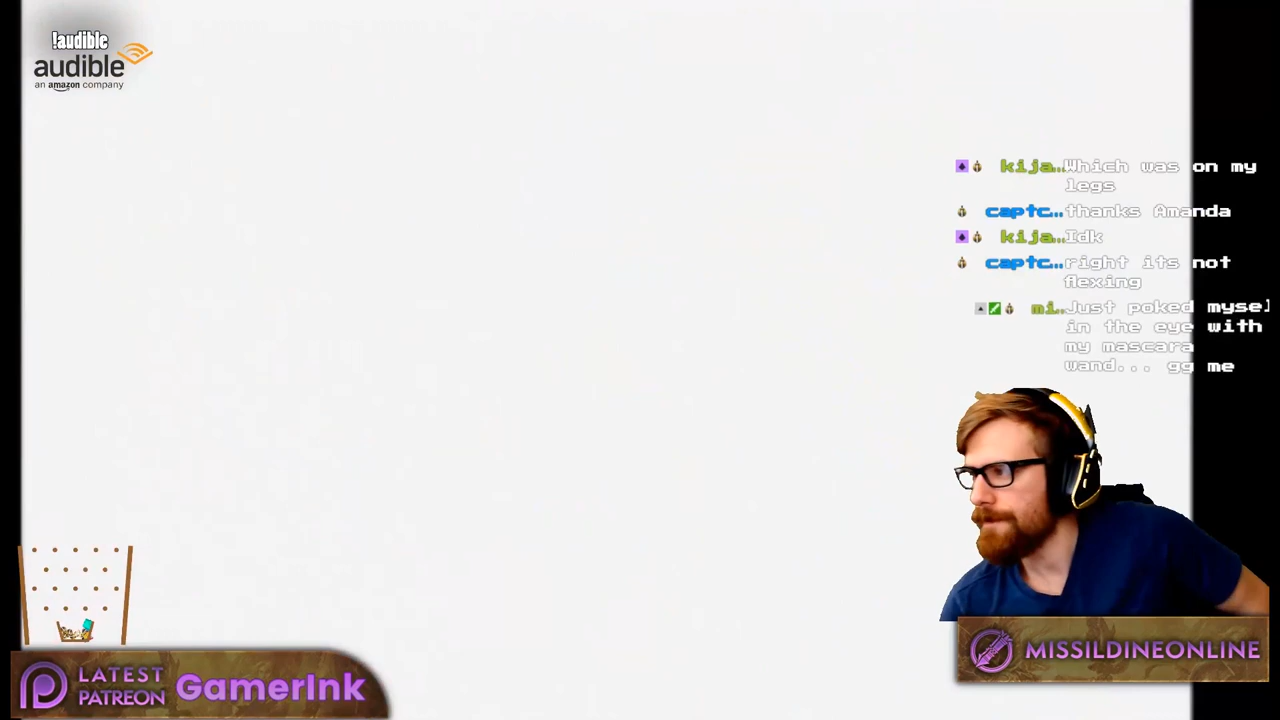 !audible
audible
an amazon company
kija... Which was on my
legs
captc... thanks Amanda
kija... Idk
captc... right its not
flexing
mi... Just poked mysel
in the eye with
my mascara
wand... gg me
MISSILDINEONLINE
LATEST
PATREON
GamerInk